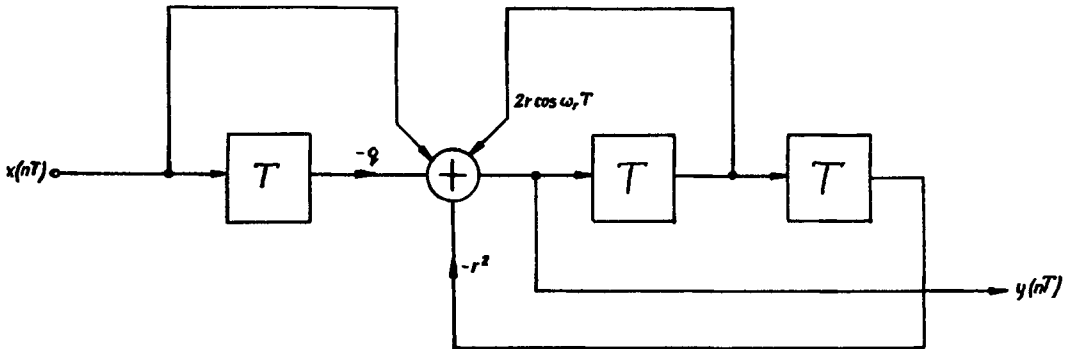 2r cos ω_r T
x(nT)
T
-q
+
T
T
-r²
y(nT)